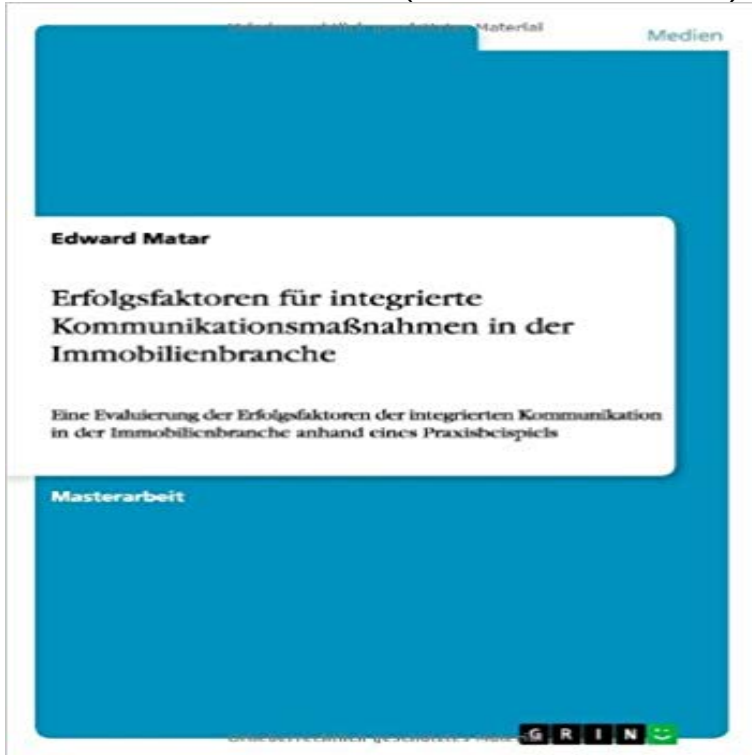 Material
Medien
Edward Matar
Erfolgsfaktoren für integrierte
Kommunikationsmaßnahmen in der
Immobilienbranche
Eine Evaluierung der Erfolgsfaktoren der integrierten Kommunikation
in der Immobilienbranche anhand eines Praxisbeispiels
Masterarbeit
GRIN